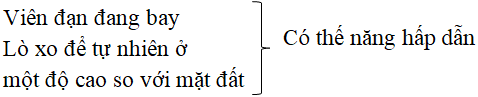 Viên đạn đang bay
Lò xo để tự nhiên ở
một độ cao so với mặt đất
Có thế năng hấp dẫn